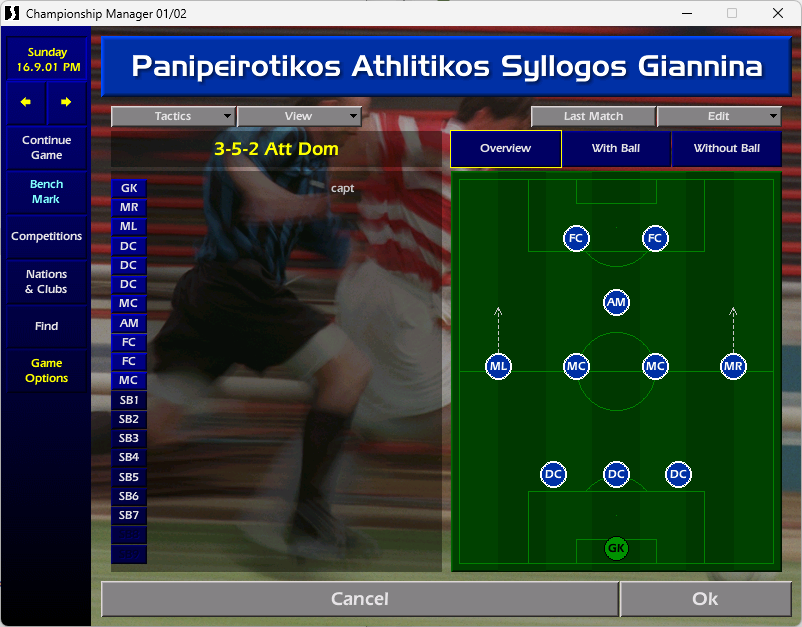 Championship Manager 01/02
Sunday
16.9.01 PM
Continue
Game
Bench
Mark
Competitions
Nations
& Clubs
Find
Game
Options
Panipeirotikos Athlitikos Syllogos Giannina
Tactics
View
Last Match
Edit
3-5-2 Att Dom
Overview
With Ball
Without Ball
GK capt
MR
ML
DC
DC
DC
MC
AM
FC
FC
MC
SB1
SB2
SB3
SB4
SB5
SB6
SB7
FC FC
AM
ML MC MC MR
DC DC DC
GK
Cancel
Ok